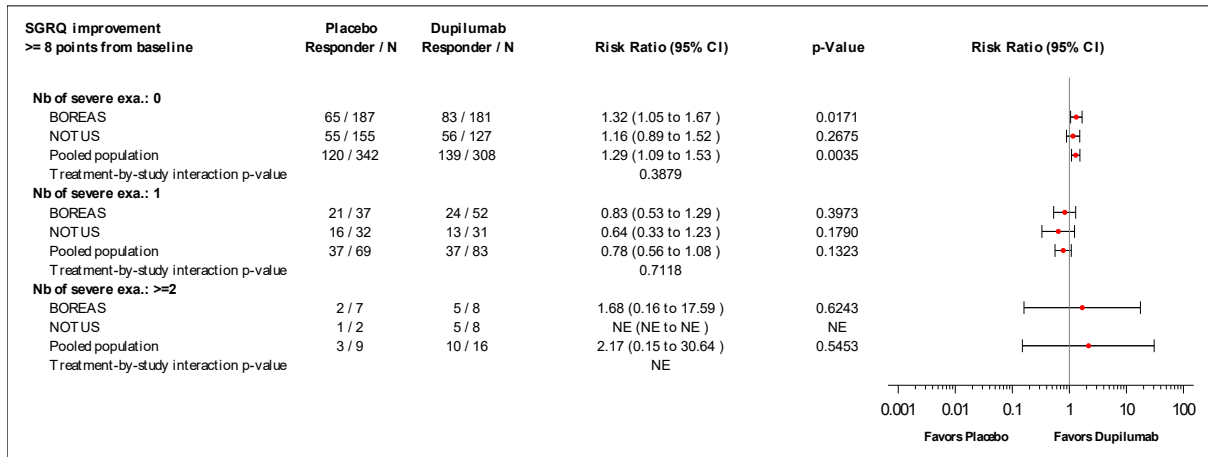 SGRQ improvement Placebo Dupilumab
>= 8 points from baseline Responder / N Responder / N Risk Ratio (95% CI) p-Value Risk Ratio (95% CI)
Nb of severe exa.: 0
BOREAS 65 / 187 83 / 181 1.32 (1.05 to 1.67 ) 0.0171
NOTUS 55 / 155 56 / 127 1.16 (0.89 to 1.52 ) 0.2675
Pooled population 120 / 342 139 / 308 1.29 (1.09 to 1.53 ) 0.0035
Treatment-by-study interaction p-value 0.3879
Nb of severe exa.: 1
BOREAS 21 / 37 24 / 52 0.83 (0.53 to 1.29 ) 0.3973
NOTUS 16 / 32 13 / 31 0.64 (0.33 to 1.23 ) 0.1790
Pooled population 37 / 69 37 / 83 0.78 (0.56 to 1.08 ) 0.1323
Treatment-by-study interaction p-value 0.7118
Nb of severe exa.: >=2
BOREAS 2 / 7 5 / 8 1.68 (0.16 to 17.59 ) 0.6243
NOTUS 1 / 2 5 / 8 NE (NE to NE ) NE
Pooled population 3 / 9 10 / 16 2.17 (0.15 to 30.64 ) 0.5453
Treatment-by-study interaction p-value NE
0.001 0.01 0.1 1 10 100
Favors Placebo Favors Dupilumab